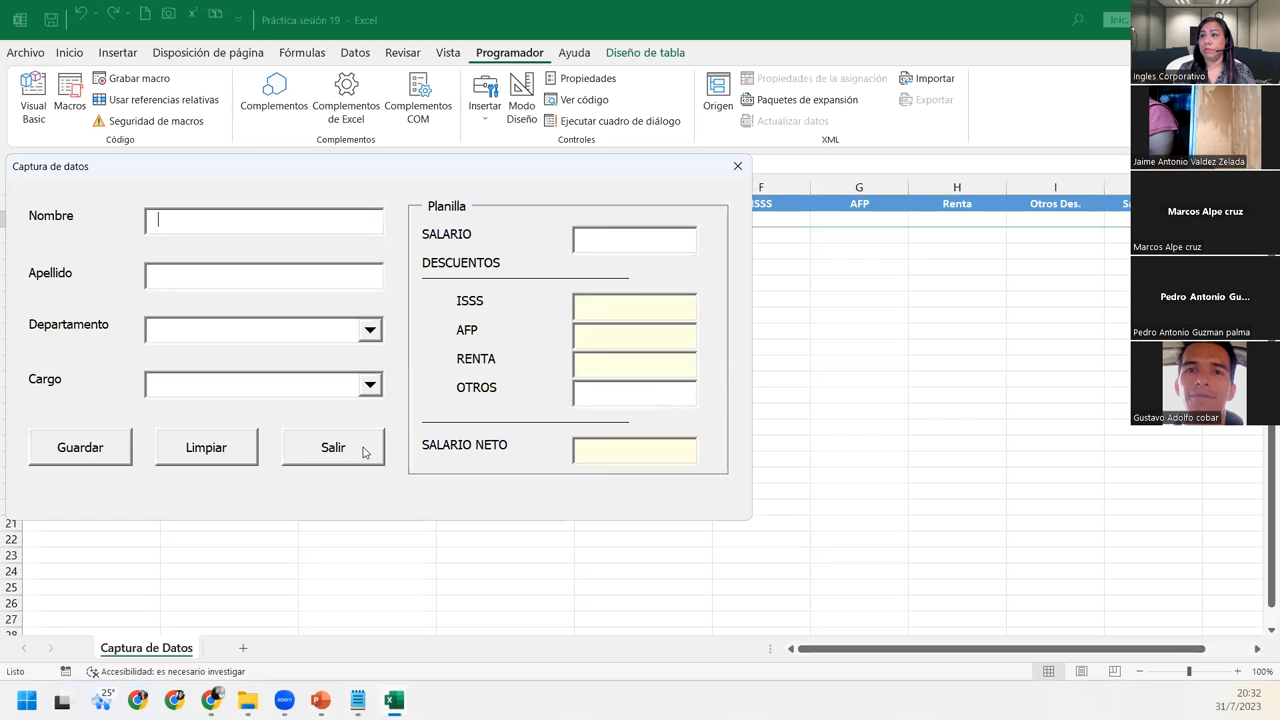 Práctica sesión 19 - Excel
Inic.
Archivo Inicio Insertar Disposición de página Fórmulas Datos Revisar Vista Programador Ayuda Diseño de tabla
Visual Basic
Macros
Grabar macro
Usar referencias relativas
Seguridad de macros
Código
Complementos
Complementos de Excel
Complementos COM
Complementos
Insertar
Modo Diseño
Propiedades
Ver código
Ejecutar cuadro de diálogo
Controles
Origen
Propiedades de la asignación
Paquetes de expansión
Actualizar datos
Importar
Exportar
XML
Ingles Corporativo
Jaime Antonio Valdez Zelada
Marcos Alpe cruz
Marcos Alpe cruz
Pedro Antonio Gu...
Pedro Antonio Guzman palma
Gustavo Adolfo cobar
Captura de datos
Nombre
Apellido
Departamento
Cargo
Guardar Limpiar Salir
Planilla
SALARIO
DESCUENTOS
ISSS
AFP
RENTA
OTROS
SALARIO NETO
F G H I
ISSS AFP Renta Otros Des.
21
22
23
24
25
26
27
28
Captura de Datos
Listo
Accesibilidad: es necesario investigar
100%
25°
zoom
20:32
31/7/2023